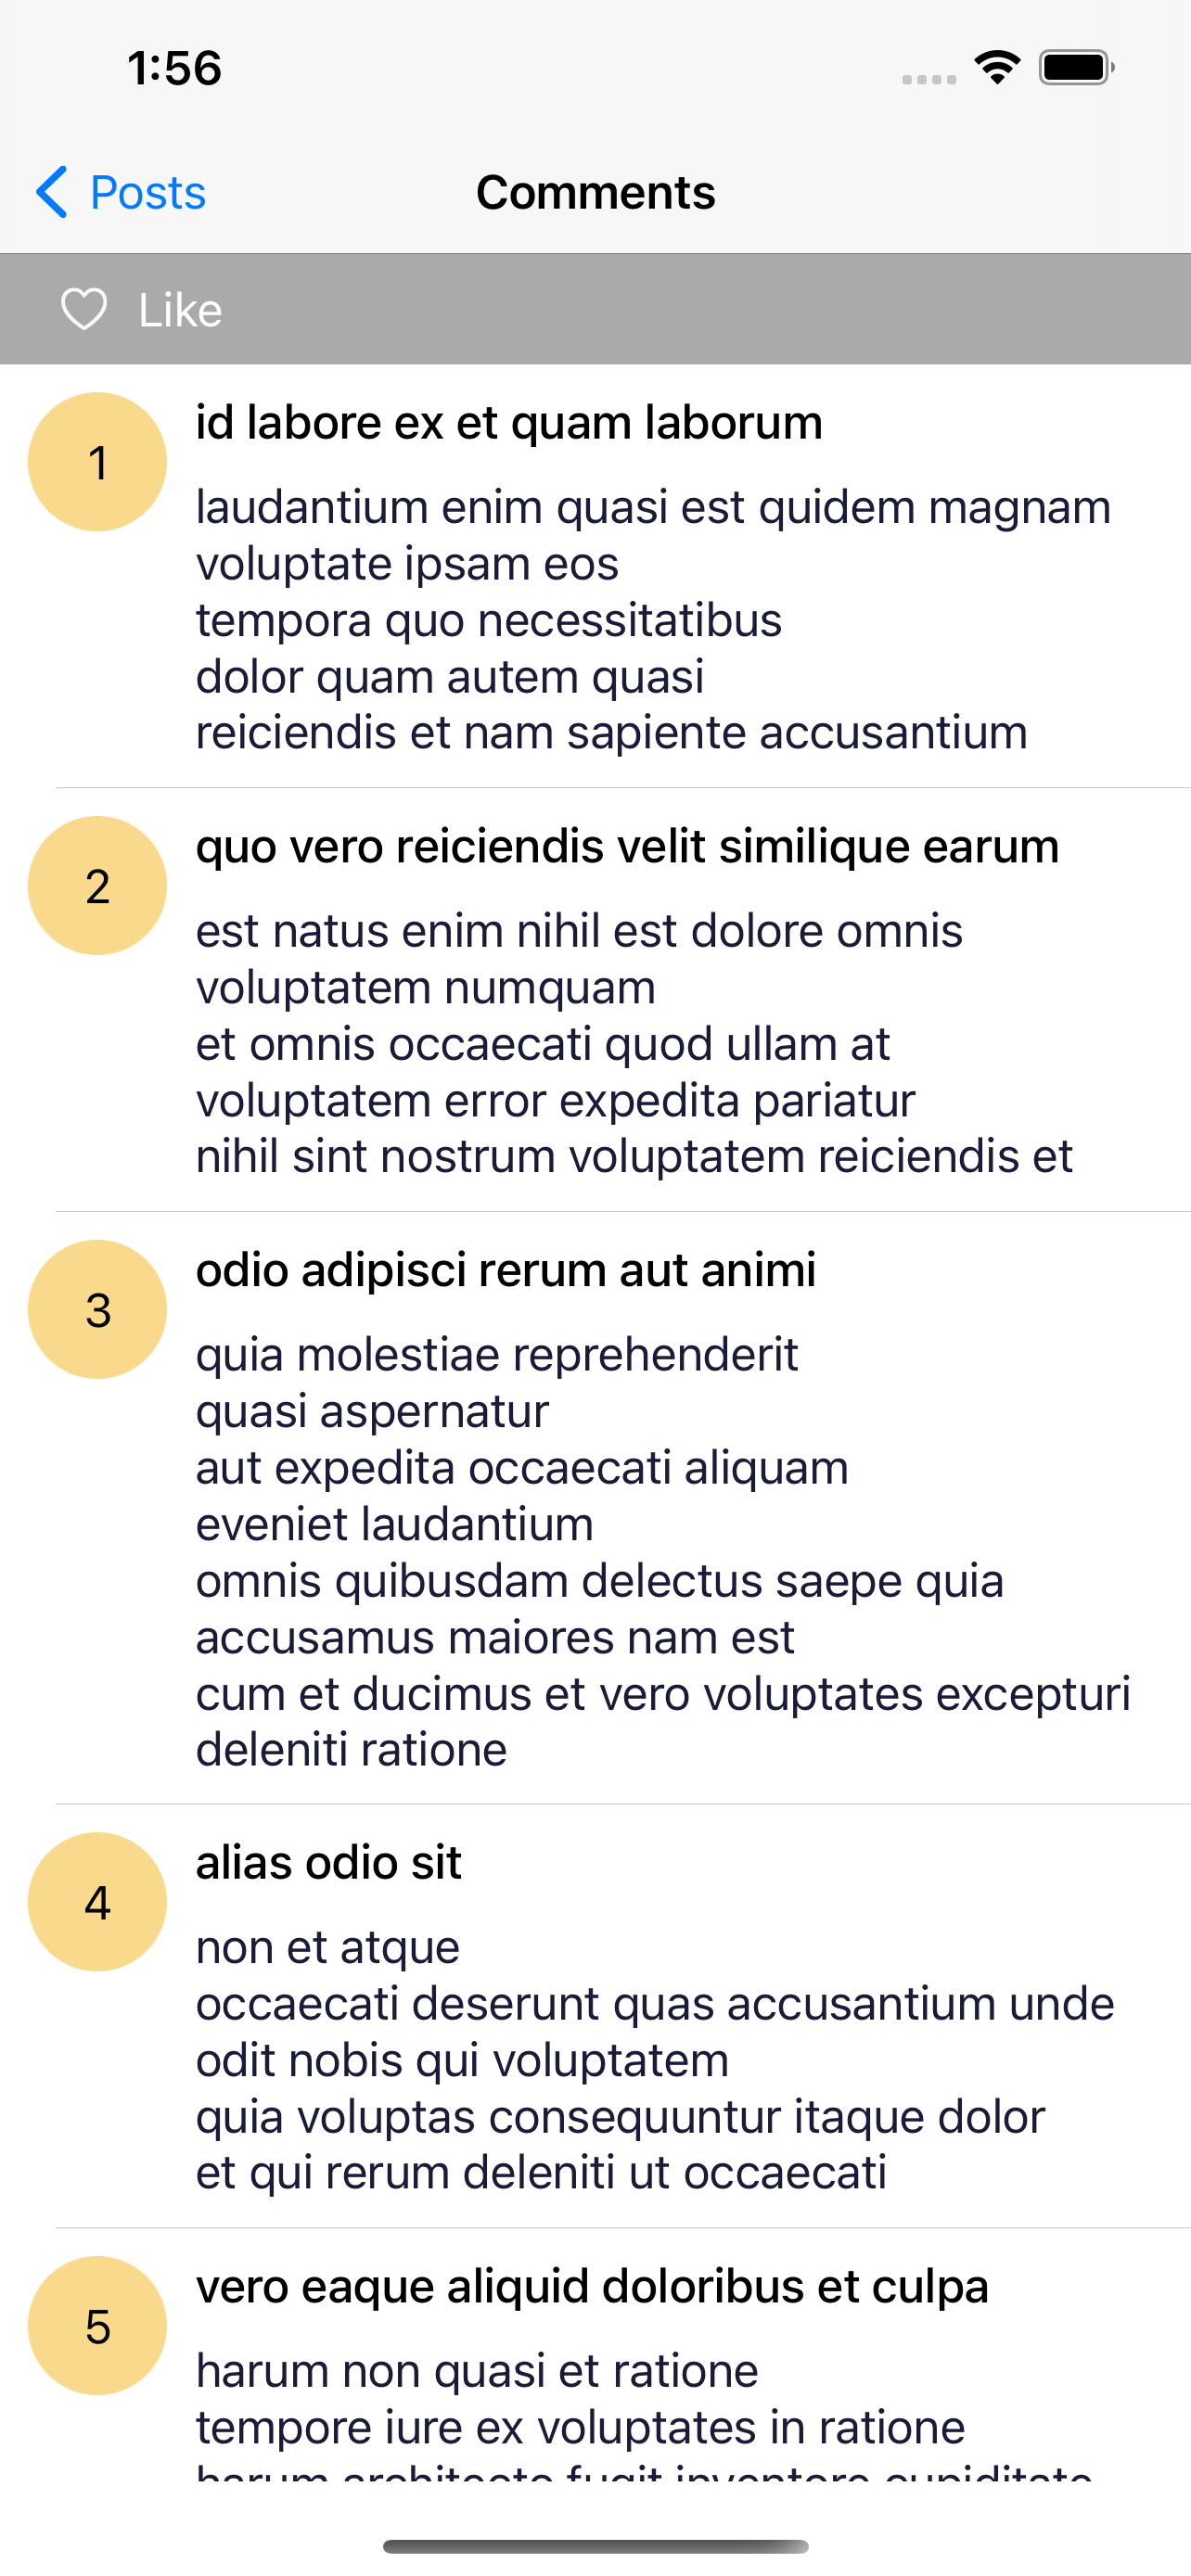 1:56
Posts
Comments
Like
1
id labore ex et quam laborum
laudantium enim quasi est quidem magnam
voluptate ipsam eos
tempora quo necessitatibus
dolor quam autem quasi
reiciendis et nam sapiente accusantium
2
quo vero reiciendis velit similique earum
est natus enim nihil est dolore omnis
voluptatem numquam
et omnis occaecati quod ullam at
voluptatem error expedita pariatur
nihil sint nostrum voluptatem reiciendis et
3
odio adipisci rerum aut animi
quia molestiae reprehenderit
quasi aspernatur
aut expedita occaecati aliquam
eveniet laudantium
omnis quibusdam delectus saepe quia
accusamus maiores nam est
cum et ducimus et vero voluptates excepturi
deleniti ratione
4
alias odio sit
non et atque
occaecati deserunt quas accusantium unde
odit nobis qui voluptatem
quia voluptas consequuntur itaque dolor
et qui rerum deleniti ut occaecati
5
vero eaque aliquid doloribus et culpa
harum non quasi et ratione
tempore iure ex voluptates in ratione
harum architecto fugit inventore cupiditate